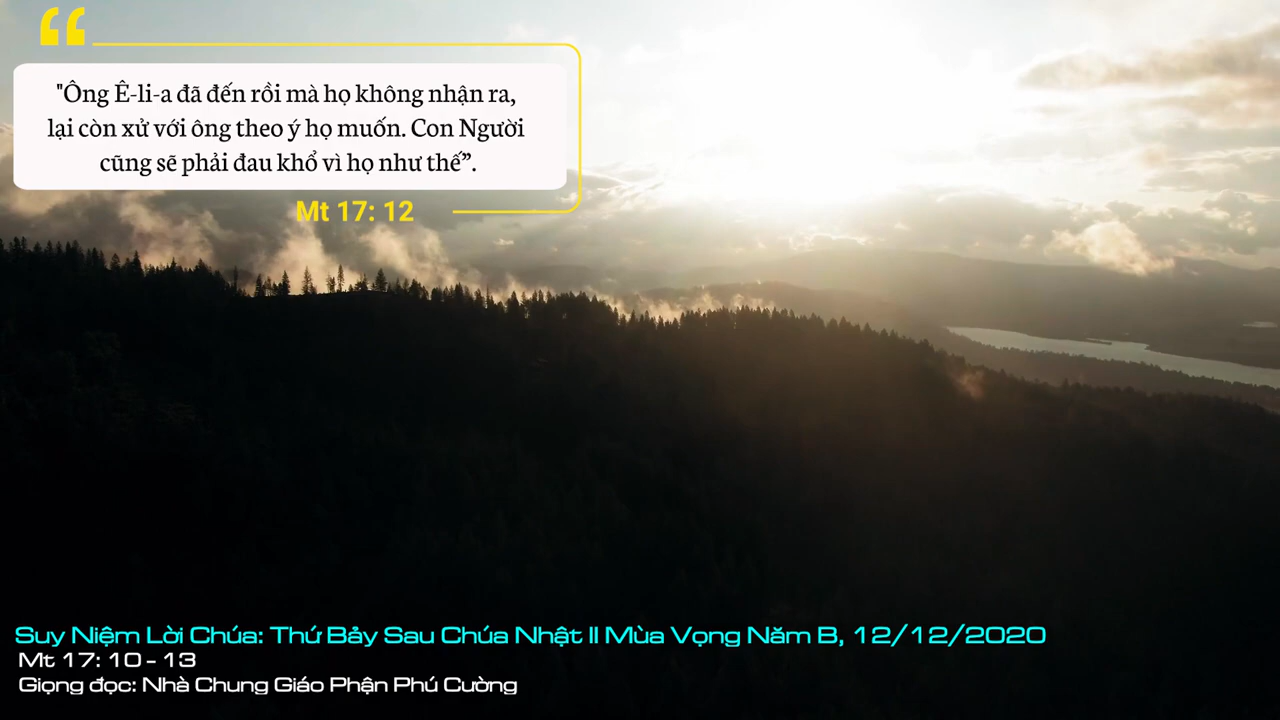 "Ông Ê-li-a đã đến rồi mà họ không nhận ra,
lại còn xử với ông theo ý họ muốn. Con Người
cũng sẽ phải đau khổ vì họ như thế”.
Mt 17: 12
Suy Niệm Lời Chúa: Thứ Bảy Sau Chúa Nhật II Mùa Vọng Năm B, 12/12/2020
Mt 17: 10 - 13
Giọng đọc: Nhà Chung Giáo Phận Phú Cường